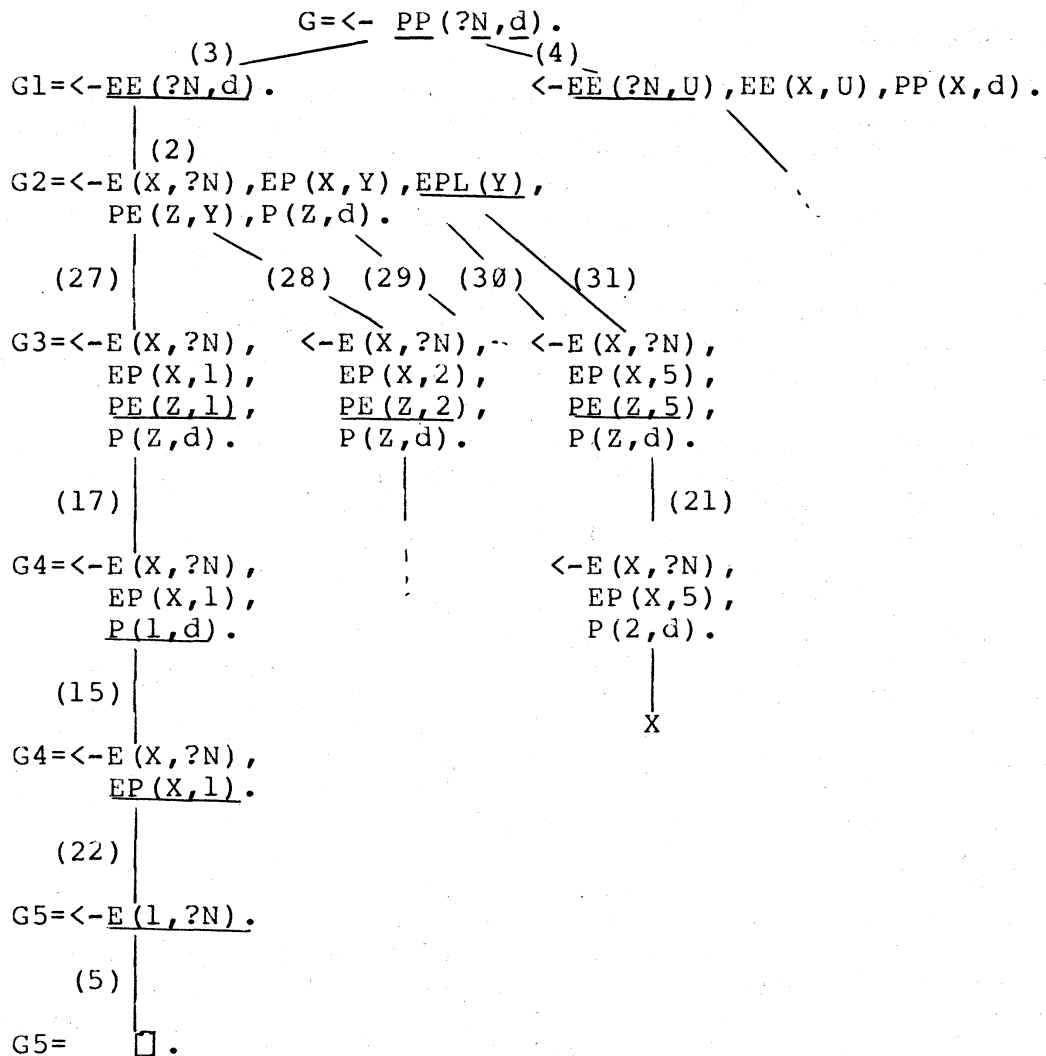 G=<- PP(?N,d).
(3) (4)
G1=<-EE(?N,d). <-EE(?N,U),EE(X,U),PP(X,d).
(2)
G2=<-E(X,?N),EP(X,Y),EPL(Y),
PE(Z,Y),P(Z,d).
(27) (28) (29) (30) (31)
G3=<-E(X,?N), <-E(X,?N), <-E(X,?N),
EP(X,1), EP(X,2), EP(X,5),
PE(Z,1), PE(Z,2), PE(Z,5),
P(Z,d). P(Z,d). P(Z,d).
(17) (21)
G4=<-E(X,?N), <-E(X,?N),
EP(X,1), EP(X,5),
P(1,d). P(2,d).
(15)
X
G4=<-E(X,?N),
EP(X,1).
(22)
G5=<-E(1,?N).
(5)
G5= □.